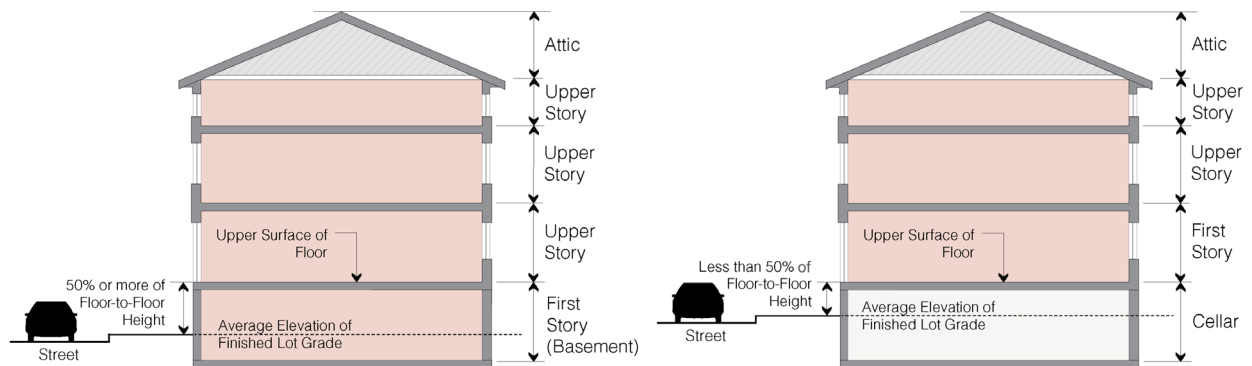 Attic
Upper
Story
Upper
Story
Upper Surface of
Floor
Upper
Story
50% or more of
Floor-to-Floor
Height
Average Elevation of
Finished Lot Grade
First
Story
(Basement)
Street
Attic
Upper
Story
Upper
Story
Upper Surface of
Floor
First
Story
Less than 50% of
Floor-to-Floor
Height
Average Elevation of
Finished Lot Grade
Cellar
Street